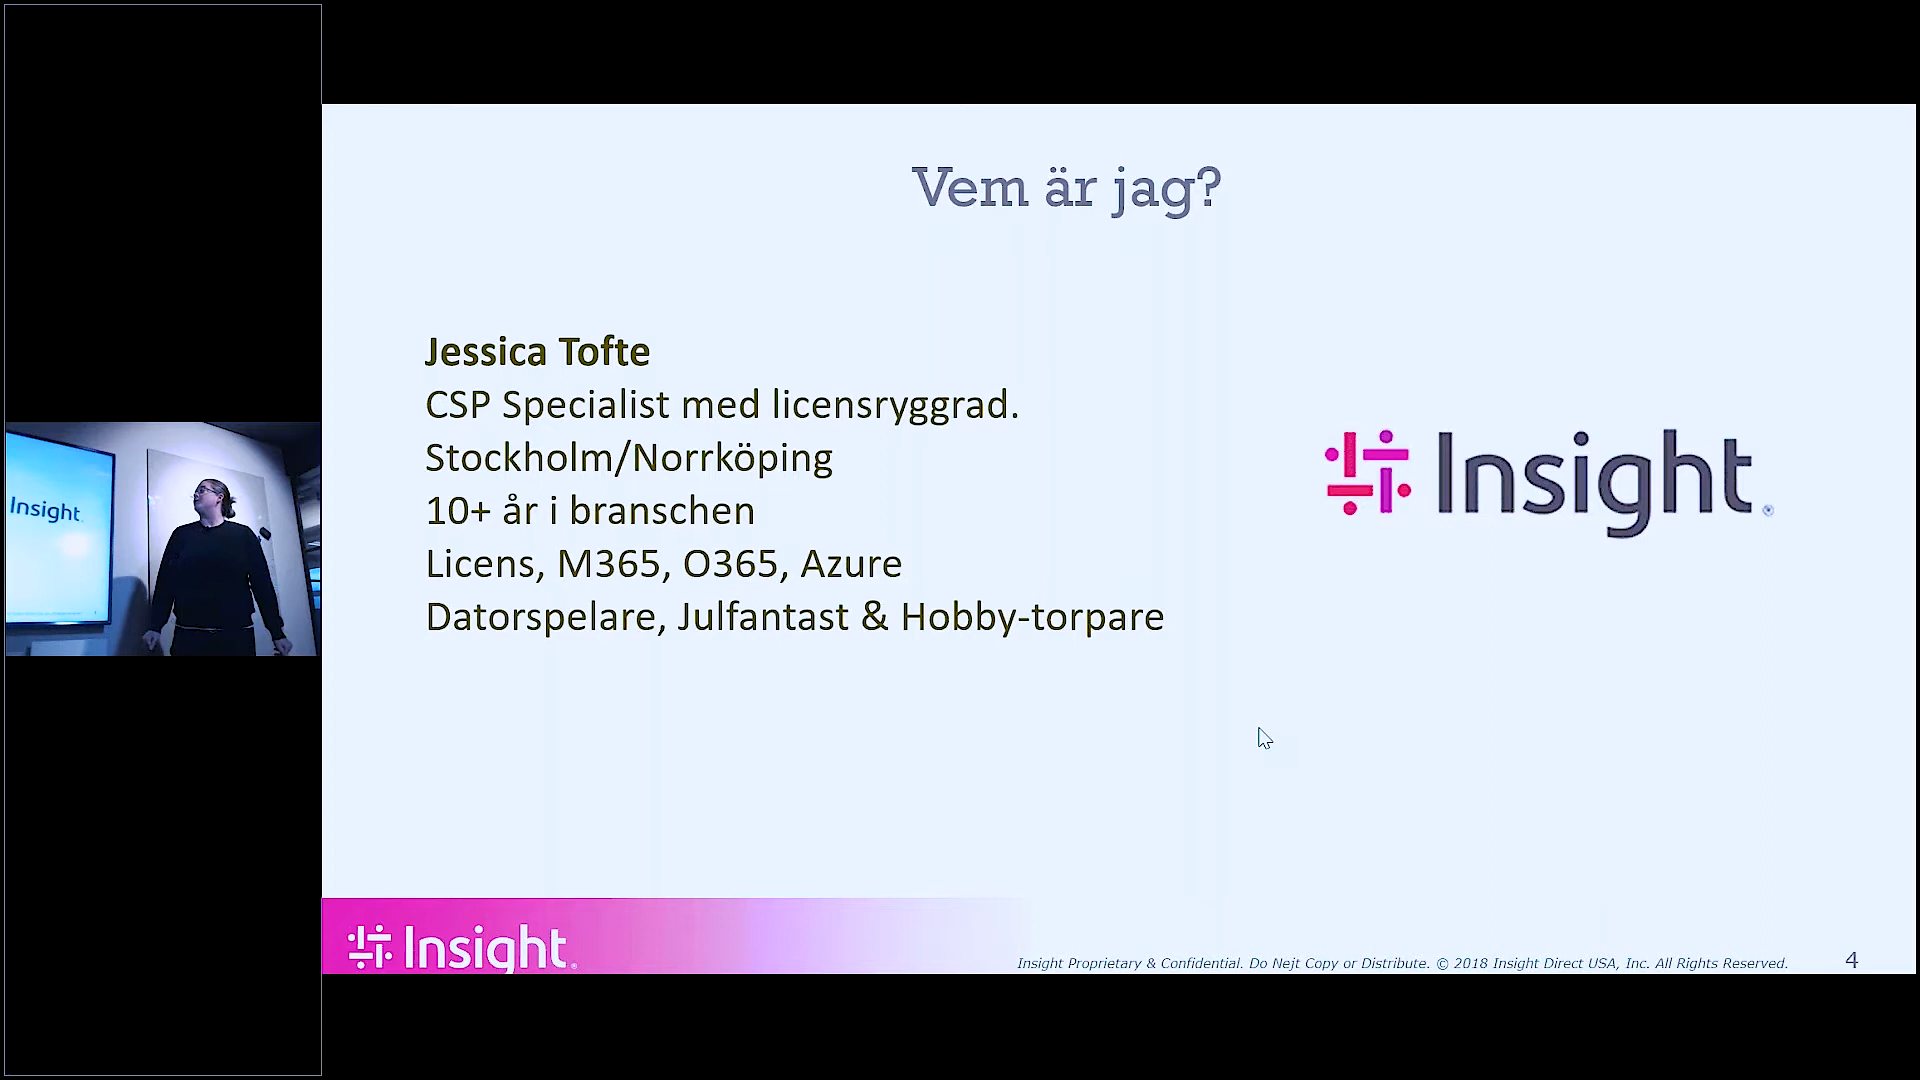 Vem är jag?
Jessica Tofte
CSP Specialist med licensryggrad.
Stockholm/Norrköping
10+ år i branschen
Licens, M365, O365, Azure
Datorspelare, Julfantast & Hobby-torpare
Insight
Insight
Insight
Insight Proprietary & Confidential. Do Nejt Copy or Distribute. © 2018 Insight Direct USA, Inc. All Rights Reserved.
4